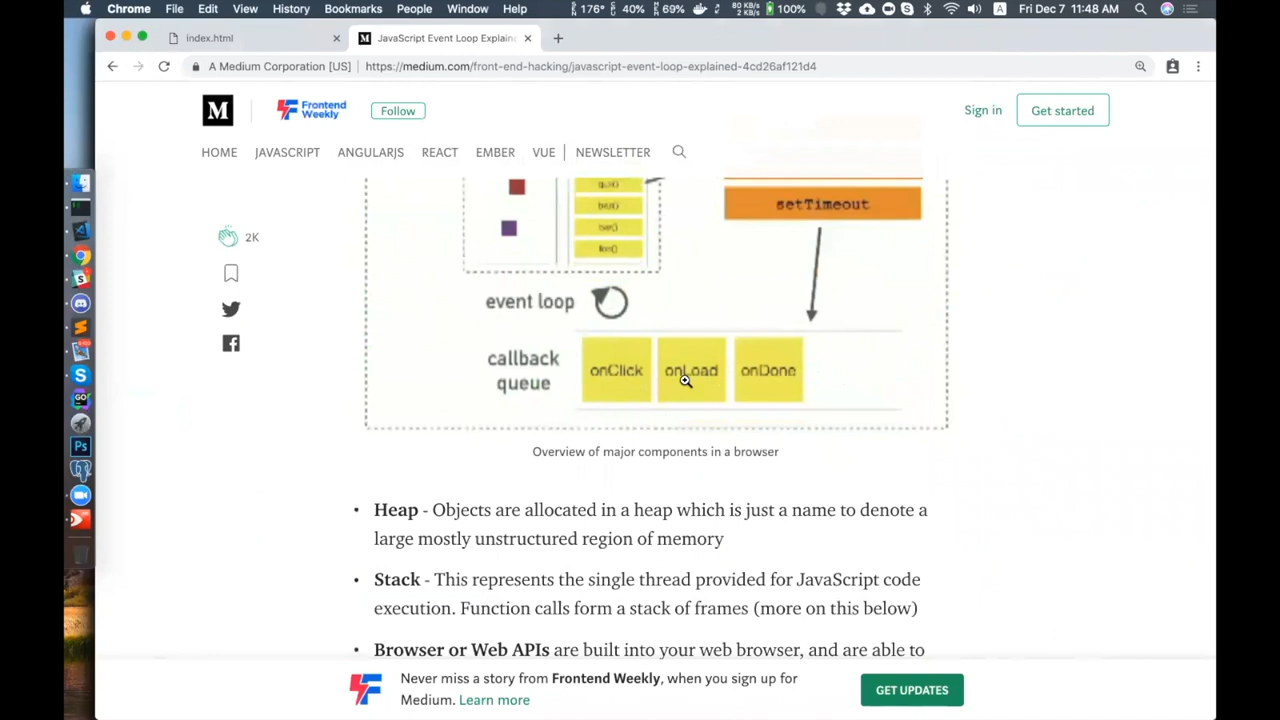 Chrome File Edit View History Bookmarks People Window Help 176° 40% 69% 80 KB 2 KB 100% Fri Dec 7 11:48 AM
index.html
JavaScript Event Loop Explain
A Medium Corporation [US] | https://medium.com/front-end-hacking/javascript-event-loop-explained-4cd26af121d4
M
Frontend Weekly
Follow
Sign in
Get started
HOME JAVASCRIPT ANGULARJS REACT EMBER VUE NEWSLETTER
setTimeout
2K
event loop
callback queue
onClick onLoad onDone
Overview of major components in a browser
• Heap - Objects are allocated in a heap which is just a name to denote a
large mostly unstructured region of memory
• Stack - This represents the single thread provided for JavaScript code
execution. Function calls form a stack of frames (more on this below)
• Browser or Web APIs are built into your web browser, and are able to
Never miss a story from Frontend Weekly, when you sign up for
Medium. Learn more
GET UPDATES
GO
Ps